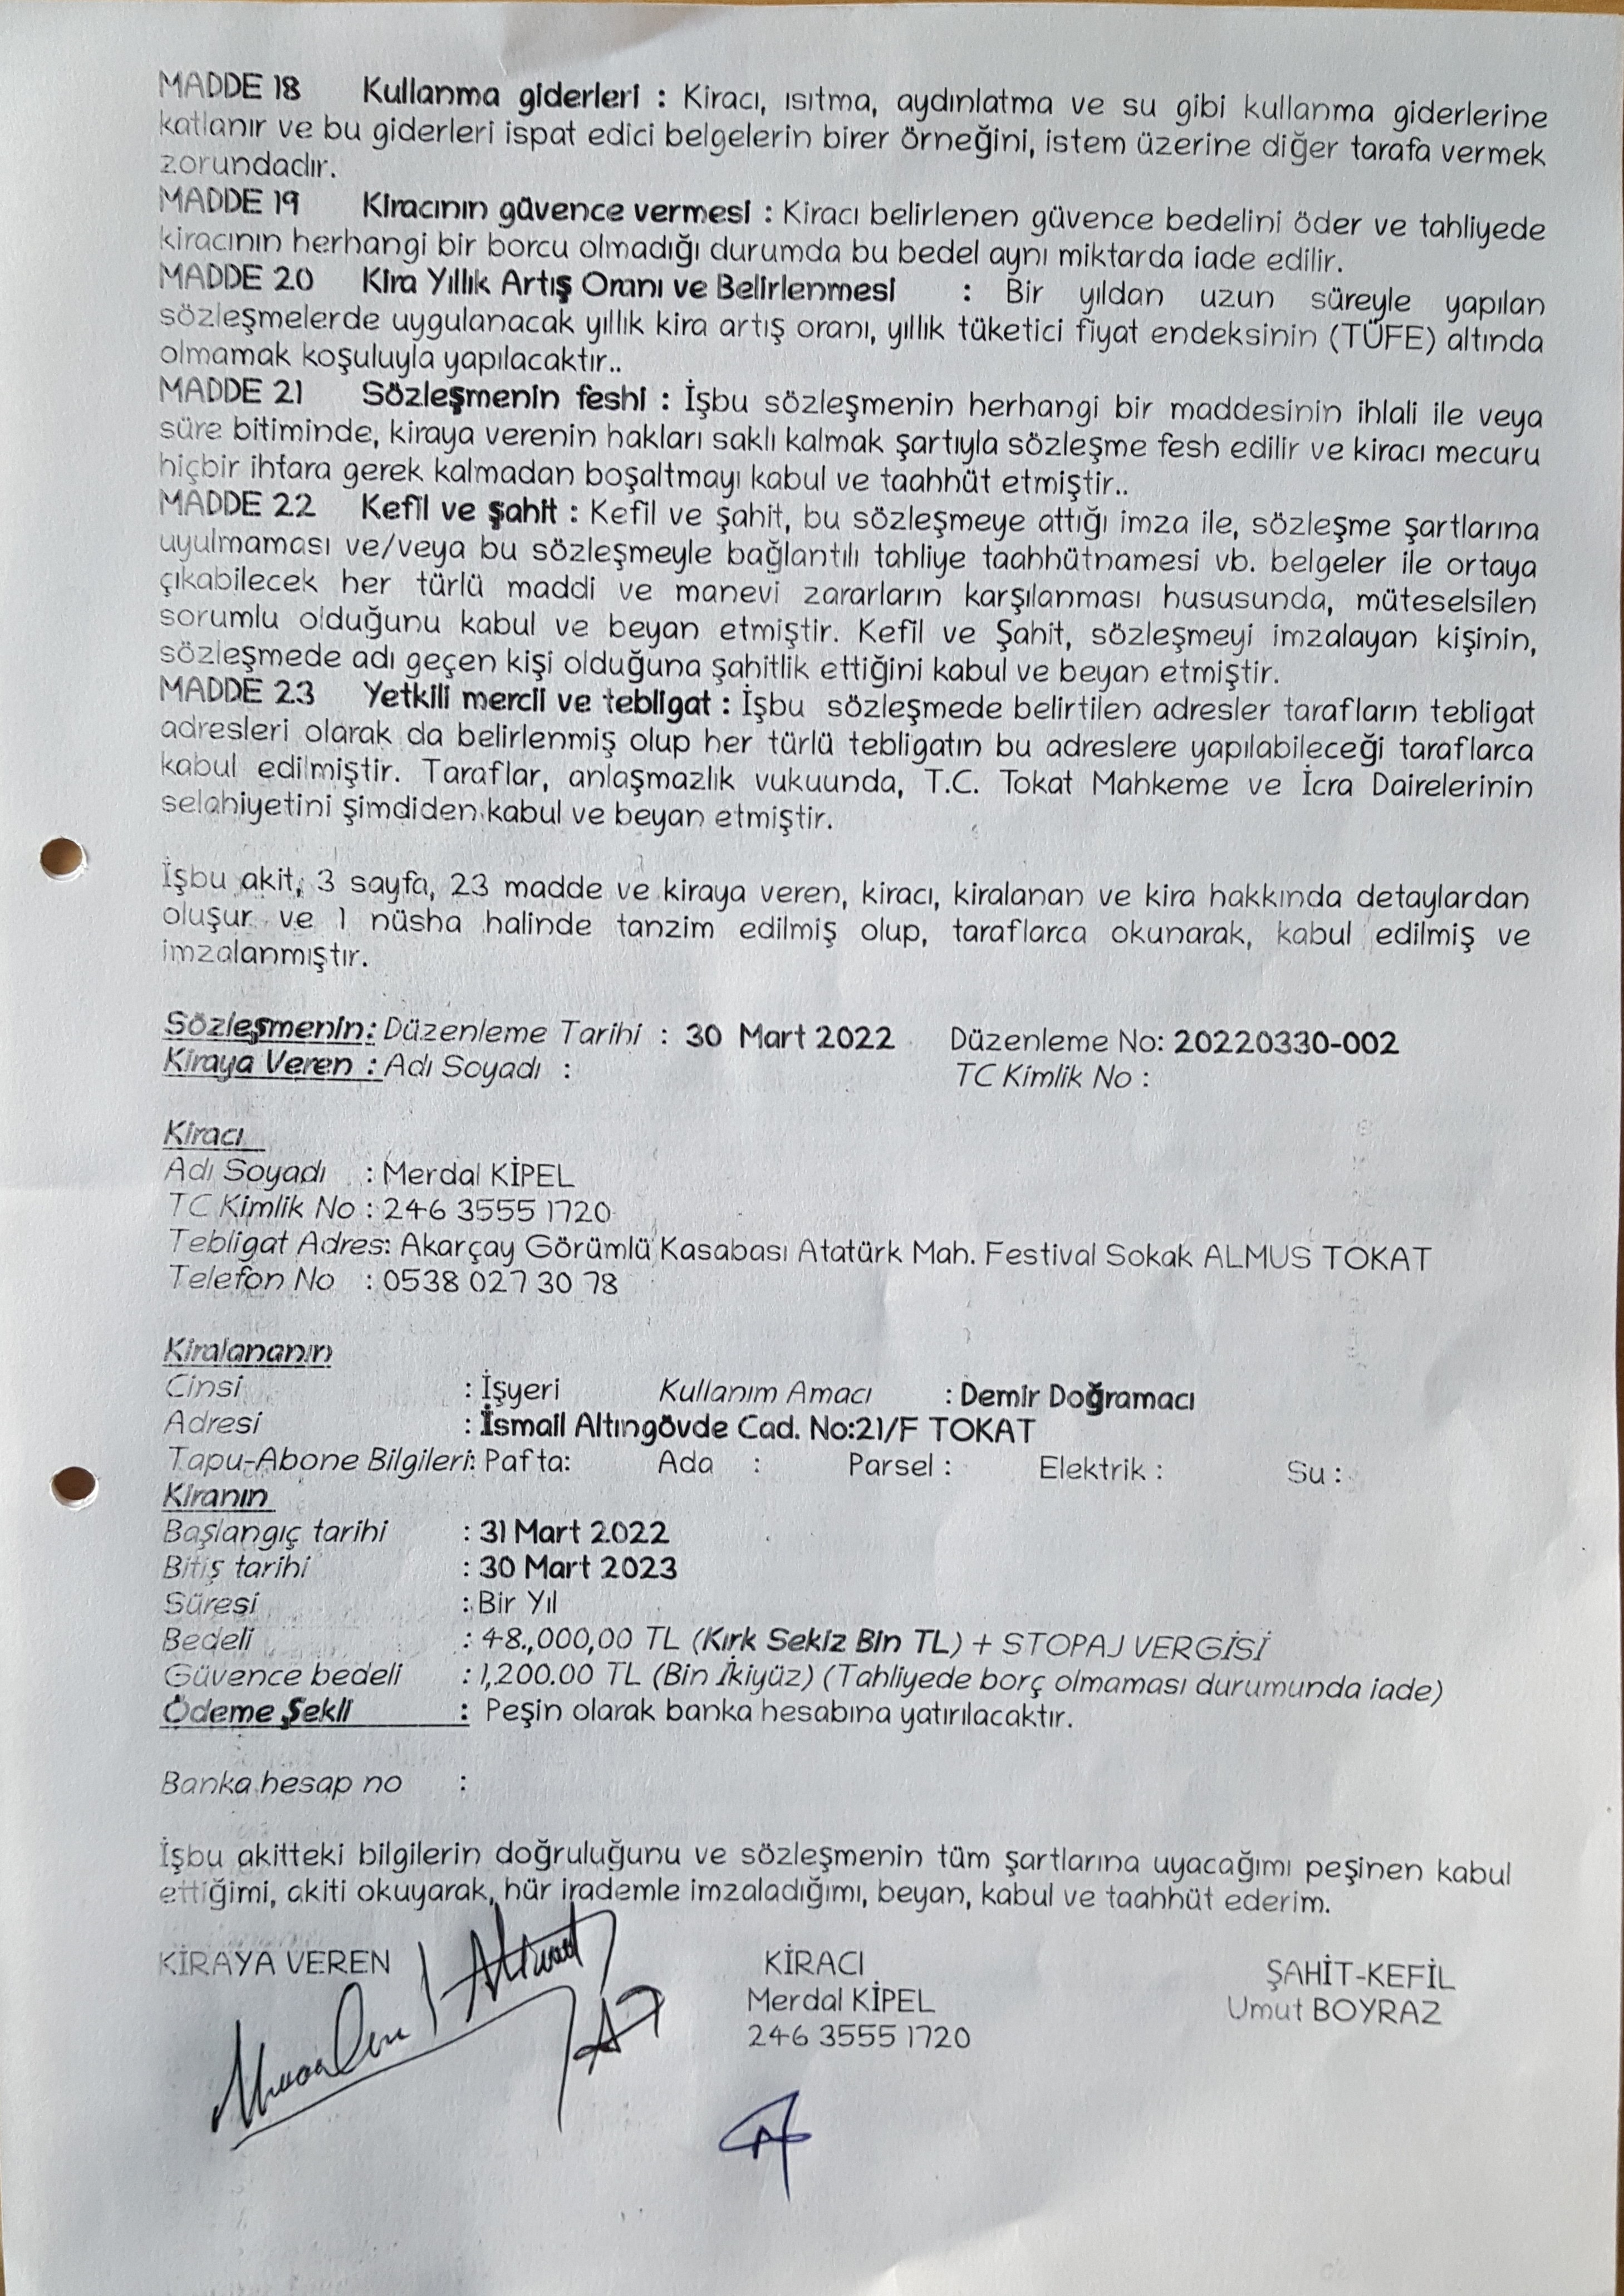 MADDE 18 Kullanma giderleri : Kiracı, ısıtma, aydınlatma ve su gibi kullanma giderlerine
katlanır ve bu giderleri ispat edici belgelerin birer örneğini, istem üzerine diğer tarafa vermek
zorundadır.
MADDE 19 Kiracının güvence vermesi : Kiracı belirlenen güvence bedelini öder ve tahliyede
kiracının herhangi bir borcu olmadığı durumda bu bedel aynı miktarda iade edilir.
MADDE 20 Kira Yıllık Artış Oranı ve Belirlenmesi : Bir yıldan uzun süreyle yapılan
sözleşmelerde uygulanacak yıllık kira artış oranı, yıllık tüketici fiyat endeksinin (TÜFE) altında
olmamak koşuluyla yapılacaktır..
MADDE 21 Sözleşmenin feshi : İşbu sözleşmenin herhangi bir maddesinin ihlali ile veya
süre bitiminde, kiraya verenin hakları saklı kalmak şartıyla sözleşme fesh edilir ve kiracı mecuru
hiçbir ihtara gerek kalmadan boşaltmayı kabul ve taahhüt etmiştir..
MADDE 22 Kefil ve şahit : Kefil ve şahit, bu sözleşmeye attığı imza ile, sözleşme şartlarına
uyulmaması ve/veya bu sözleşmeyle bağlantılı tahliye taahhütnamesi vb. belgeler ile ortaya
çıkabilecek her türlü maddi ve manevi zararların karşılanması hususunda, müteselsilen
sorumlu olduğunu kabul ve beyan etmiştir. Kefil ve Şahit, sözleşmeyi imzalayan kişinin,
sözleşmede adı geçen kişi olduğuna şahitlik ettiğini kabul ve beyan etmiştir.
MADDE 23 Yetkili mercii ve tebligat : İşbu sözleşmede belirtilen adresler tarafların tebligat
adresleri olarak da belirlenmiş olup her türlü tebligatın bu adreslere yapılabileceği taraflarca
kabul edilmiştir. Taraflar, anlaşmazlık vukuunda, T.C. Tokat Mahkeme ve İcra Dairelerinin
selahiyetini şimdiden kabul ve beyan etmiştir.
İşbu akit, 3 sayfa, 23 madde ve kiraya veren, kiracı, kiralanan ve kira hakkında detaylardan
oluşur ve 1 nüsha halinde tanzim edilmiş olup, taraflarca okunarak, kabul edilmiş ve
imzalanmıştır.
Sözleşmenin: Düzenleme Tarihi : 30 Mart 2022 Düzenleme No: 20220330-002
Kiraya Veren : Adı Soyadı : TC Kimlik No :
Kiracı
Adı Soyadı : Merdal KİPEL
TC Kimlik No : 246 3555 1720
Tebligat Adres: Akarçay Görümlü Kasabası Atatürk Mah. Festival Sokak ALMUS TOKAT
Telefon No : 0538 027 30 78
Kiralananın
Cinsi : İşyeri Kullanım Amacı : Demir Doğramacı
Adresi : İsmail Altıngövde Cad. No:21/F TOKAT
Tapu-Abone Bilgileri: Pafta: Ada : Parsel : Elektrik : Su :
Kiranın
Başlangıç tarihi : 31 Mart 2022
Bitiş tarihi : 30 Mart 2023
Süresi : Bir Yıl
Bedeli : 48.,000,00 TL (Kırk Sekiz Bin TL) + STOPAJ VERGİSİ
Güvence bedeli : 1,200.00 TL (Bin İkiyüz) (Tahliyede borç olmaması durumunda iade)
Ödeme Şekli : Peşin olarak banka hesabına yatırılacaktır.
Banka hesap no :
İşbu akitteki bilgilerin doğruluğunu ve sözleşmenin tüm şartlarına uyacağımı peşinen kabul
ettiğimi, akiti okuyarak, hür irademle imzaladığımı, beyan, kabul ve taahhüt ederim.
KİRAYA VEREN KİRACI ŞAHİT-KEFİL
Merdal KİPEL Umut BOYRAZ
246 3555 1720